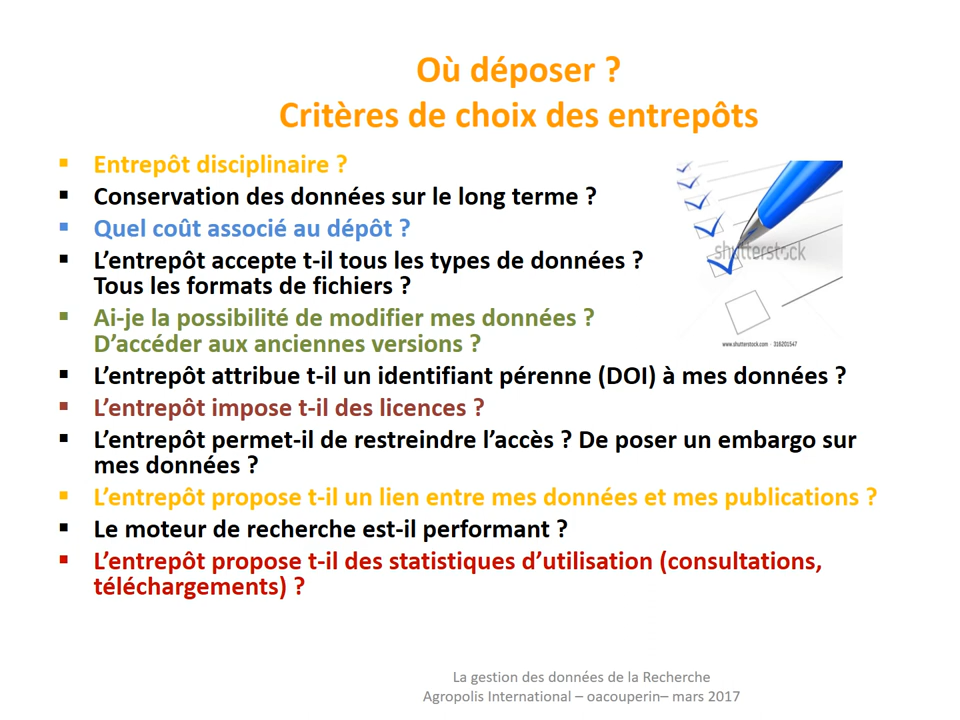 Où déposer ?
Critères de choix des entrepôts
Entrepôt disciplinaire ?
Conservation des données sur le long terme ?
Quel coût associé au dépôt ?
L’entrepôt accepte t-il tous les types de données ?
Tous les formats de fichiers ?
Ai-je la possibilité de modifier mes données ?
D’accéder aux anciennes versions ?
L’entrepôt attribue t-il un identifiant pérenne (DOI) à mes données ?
L’entrepôt impose t-il des licences ?
L’entrepôt permet-il de restreindre l’accès ? De poser un embargo sur
mes données ?
L’entrepôt propose t-il un lien entre mes données et mes publications ?
Le moteur de recherche est-il performant ?
L’entrepôt propose t-il des statistiques d’utilisation (consultations,
téléchargements) ?
shutterstock
www.shutterstock.com · 316201547
La gestion des données de la Recherche
Agropolis International – oacouperin– mars 2017